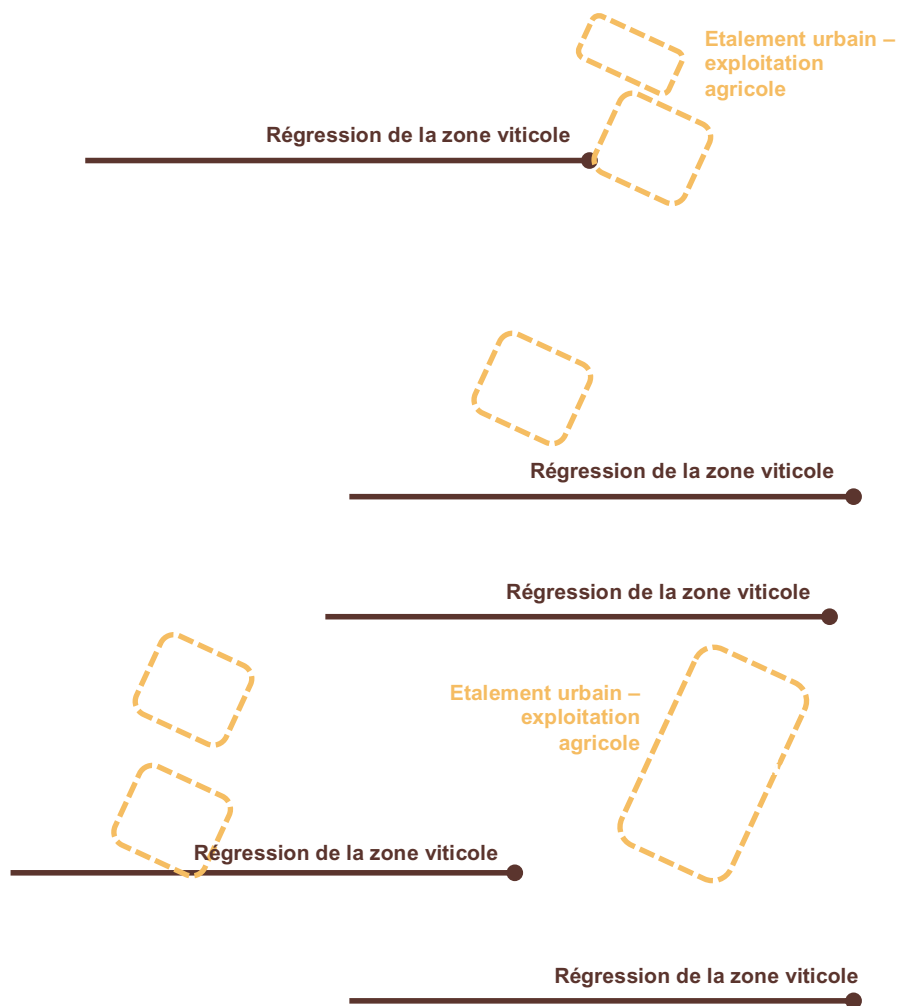 Etalement urbain –
exploitation
agricole
Régression de la zone viticole
Régression de la zone viticole
Régression de la zone viticole
Etalement urbain –
exploitation
agricole
Régression de la zone viticole
Régression de la zone viticole